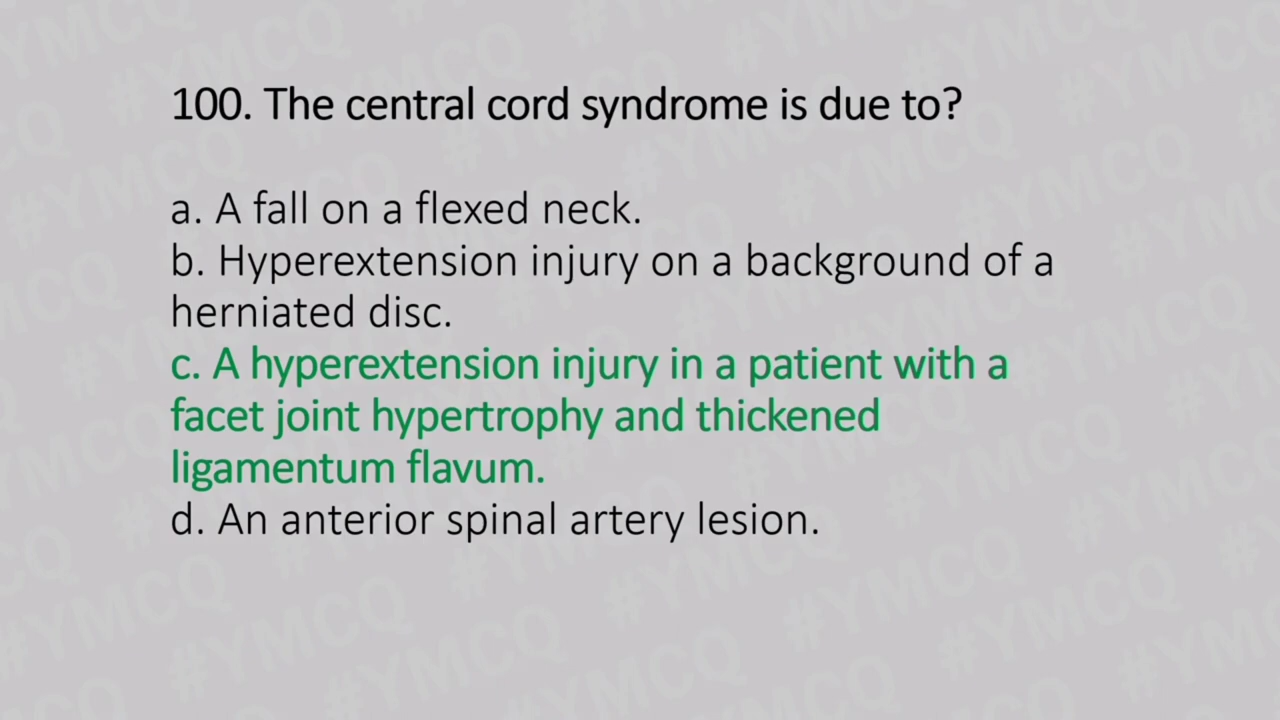 100. The central cord syndrome is due to?
a. A fall on a flexed neck.
b. Hyperextension injury on a background of a
herniated disc.
c. A hyperextension injury in a patient with a
facet joint hypertrophy and thickened
ligamentum flavum.
d. An anterior spinal artery lesion.
#YMCQ